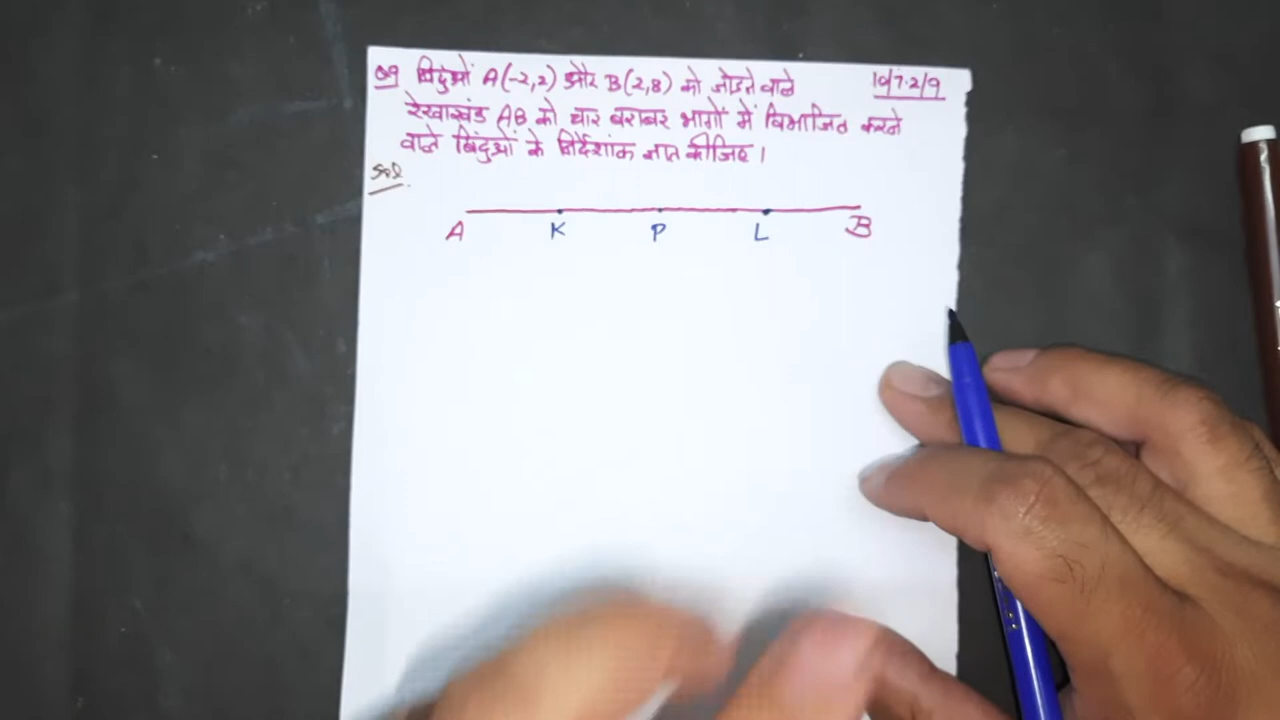 Q9 बिंदुओं A(-2,2) और B(2,8) को जोड़ने वाले
10/7.2/9
रेखाखंड AB को चार बराबर भागों में विभाजित करने
वाले बिंदुओं के निर्देशांक ज्ञात कीजिए।
Sol.
A K P L B